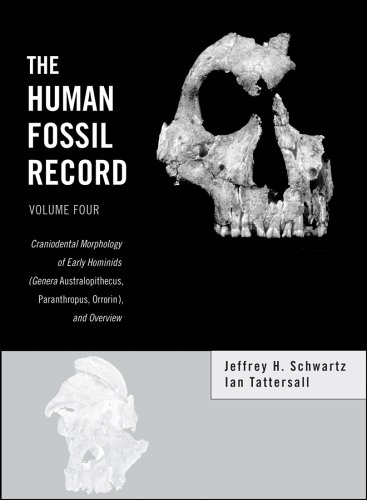 THE
HUMAN
FOSSIL
RECORD
VOLUME FOUR
Craniodental Morphology
of Early Hominids
(Genera Australopithecus,
Paranthropus, Orrorin),
and Overview
Jeffrey H. Schwartz
Ian Tattersall